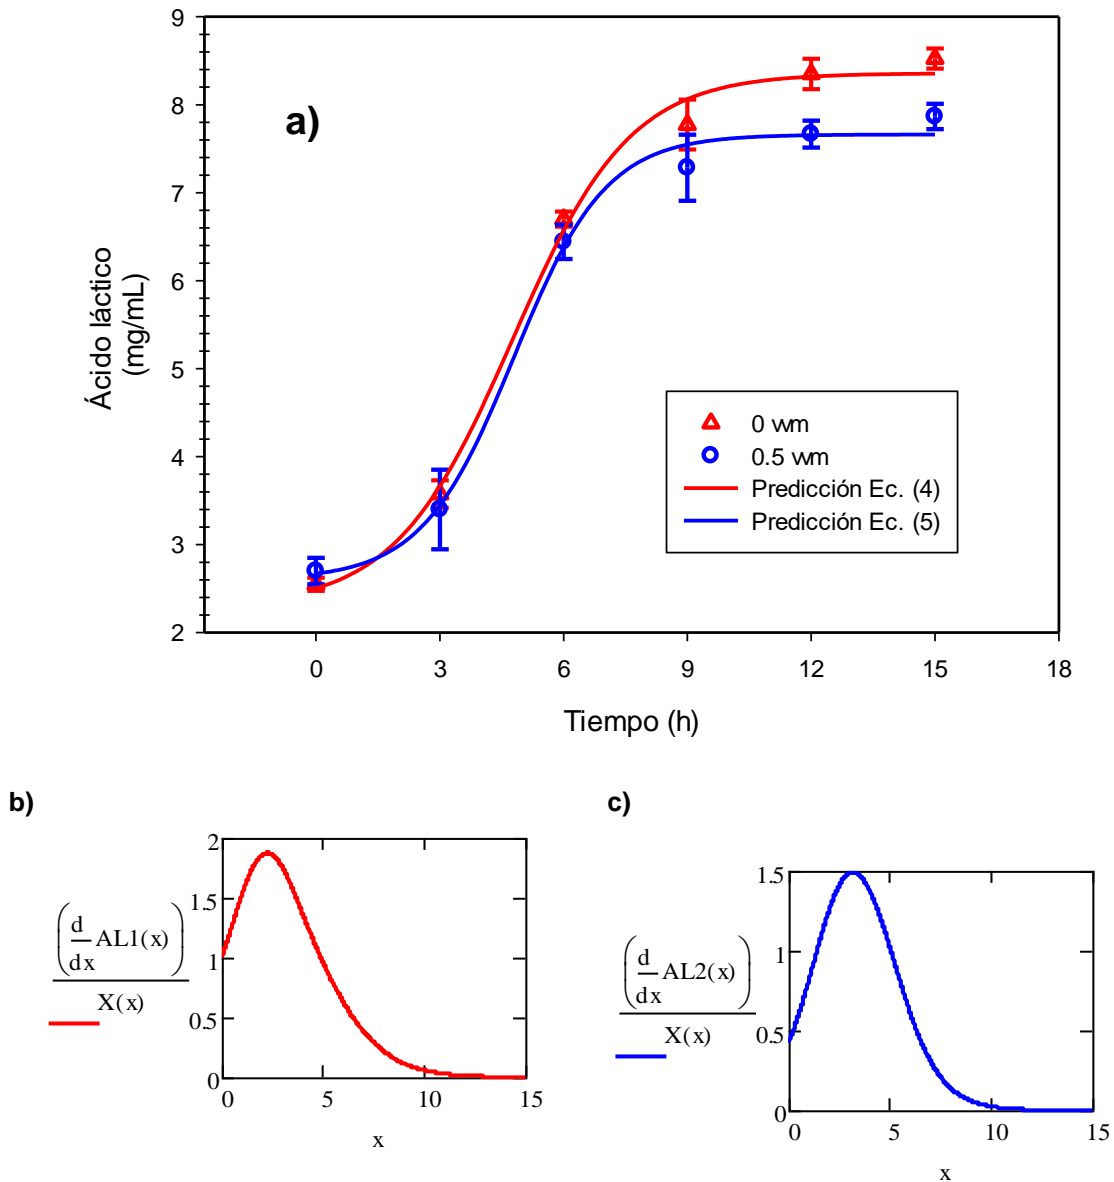 a)
9
8
7
6
5
4
3
2
Ácido láctico
(mg/mL)
0 vvm
0.5 vvm
Predicción Ec. (4)
Predicción Ec. (5)
0 3 6 9 12 15 18
Tiempo (h)
b)
2
1.5
1
0.5
0
d
dx
AL1(x)
X(x)
0 5 10 15
x
c)
1.5
1
0.5
0
d
dx
AL2(x)
X(x)
0 5 10 15
x